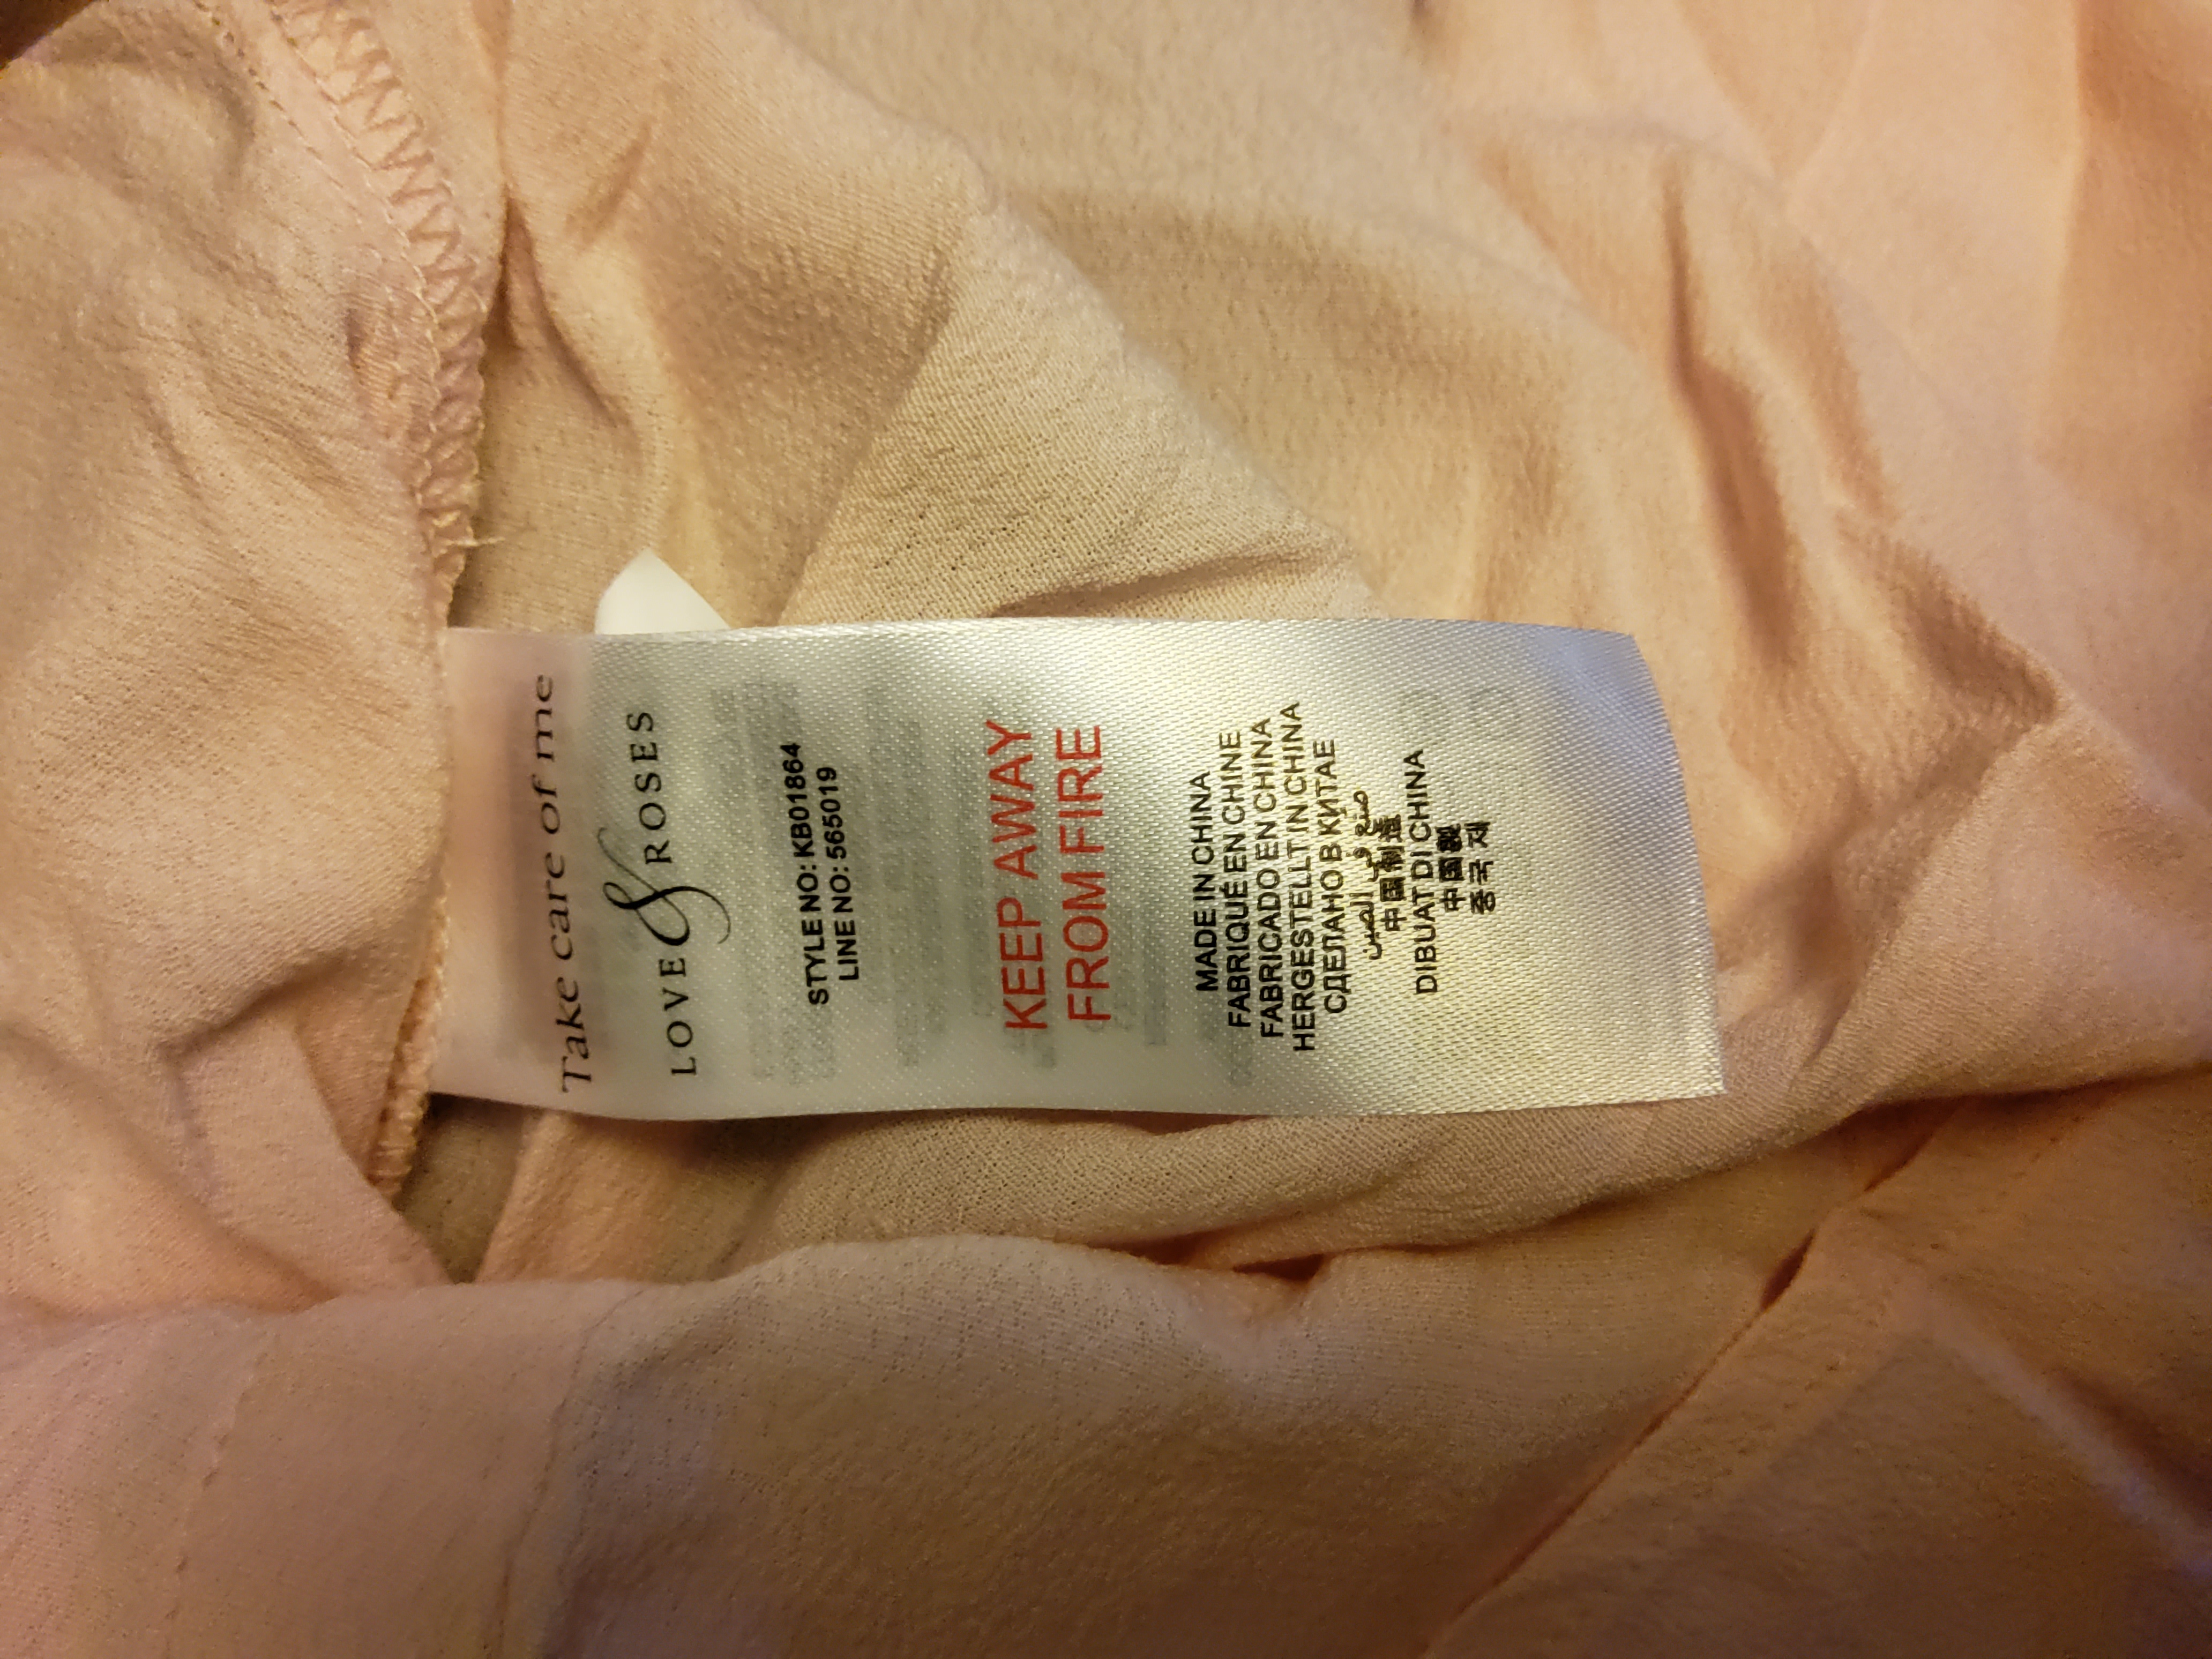 Take care of me
LOVE & ROSES
STYLE NO: KB01864
LINE NO: 565019
KEEP AWAY
FROM FIRE
MADE IN CHINA
FABRIQUÉ EN CHINE
FABRICADO EN CHINA
HERGESTELLT IN CHINA
СДЕЛАНО В КИТАЕ
صنع في الصين
中国制造
DIBUAT DI CHINA
中国製
중국 제